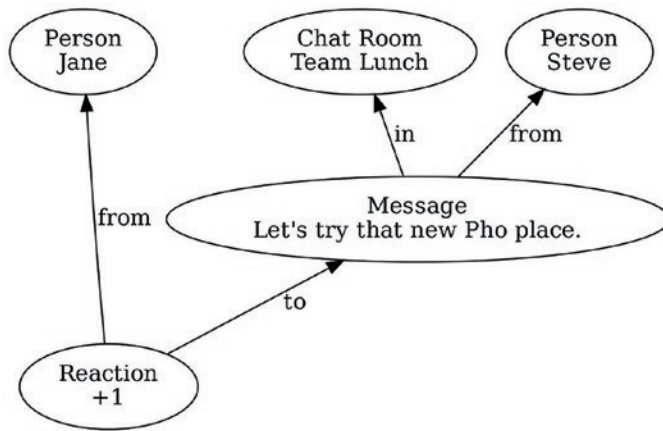 Person
Jane
Chat Room
Team Lunch
Person
Steve
in
from
Message
Let's try that new Pho place.
from
to
Reaction
+1